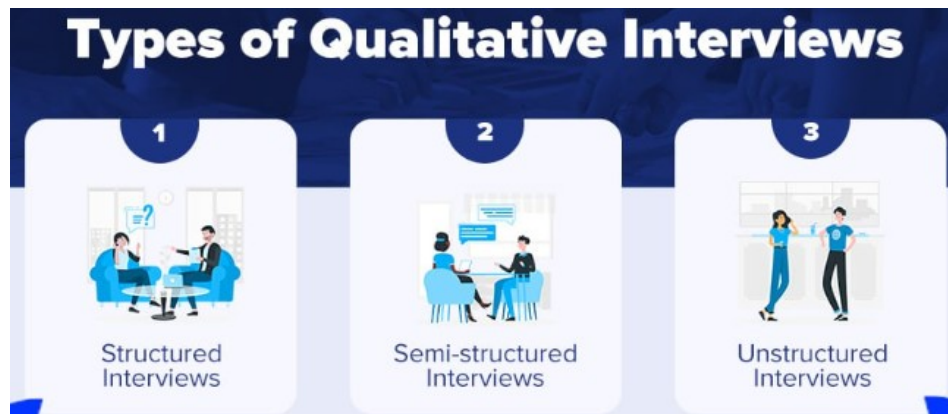 Types of Qualitative Interviews
1
2
3
=?
Structured
Interviews
Semi-structured
Interviews
Unstructured
Interviews